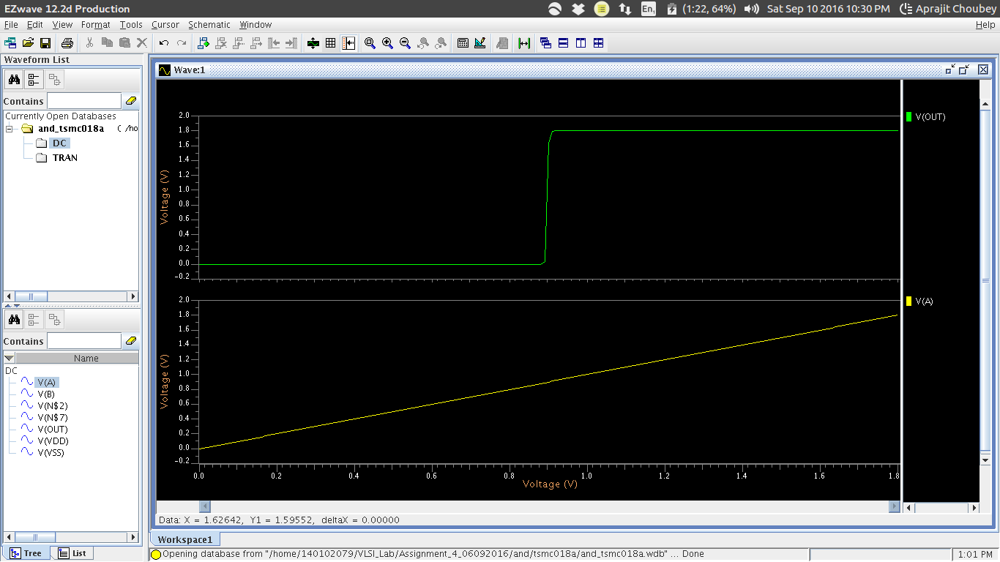 EZwave 12.2d Production
En1 (1:22, 64%) Sat Sep 10 2016 10:30 PM Aprajit Choubey
File Edit View Format Tools Cursor Schematic Window Help
Waveform List
Contains
Currently Open Databases
and_tsmc018a ( /ho
DC
TRAN
Contains
Name
DC
V(A)
V(B)
V(N$2)
V(N$7)
V(OUT)
V(VDD)
V(VSS)
Tree List
Wave:1
2.0
1.8
1.6
1.4
1.2
1.0
0.8
0.6
0.4
0.2
0.0
-0.2
Voltage (V)
V(OUT)
2.0
1.8
1.6
1.4
1.2
1.0
0.8
0.6
0.4
0.2
0.0
-0.2
Voltage (V)
V(A)
0.0 0.2 0.4 0.6 0.8 1.0 1.2 1.4 1.6 1.8
Voltage (V)
Data: X = 1.62642, Y1 = 1.59552, deltaX = 0.00000
Workspace1
Opening database from "/home/140102079/VLSI_Lab/Assignment_4_06092016/and/tsmc018a/and_tsmc018a.wdb" ... Done
1:01 PM